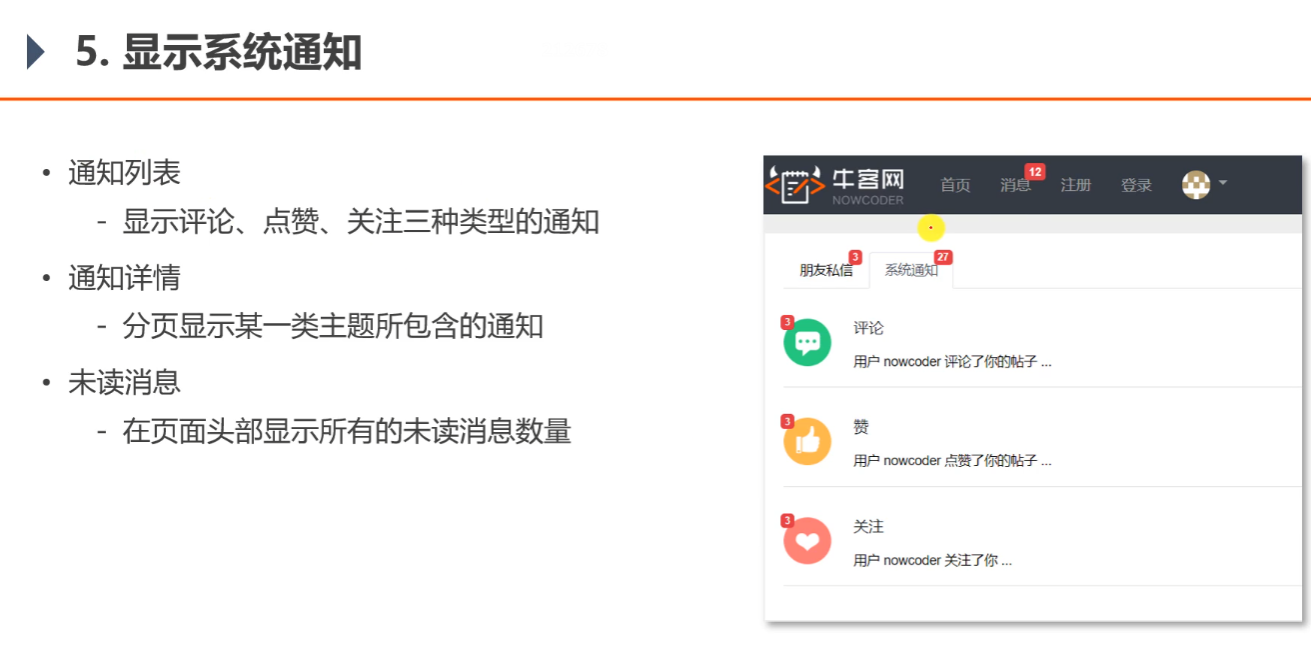 5. 显示系统通知
• 通知列表
- 显示评论、点赞、关注三种类型的通知
• 通知详情
- 分页显示某一类主题所包含的通知
• 未读消息
- 在页面头部显示所有的未读消息数量
牛客网
NOWCODER
首页 消息 12 注册 登录
朋友私信 3 系统通知 27
3 评论
用户 nowcoder 评论了你的帖子 ...
3 赞
用户 nowcoder 点赞了你的帖子 ...
3 关注
用户 nowcoder 关注了你 ...